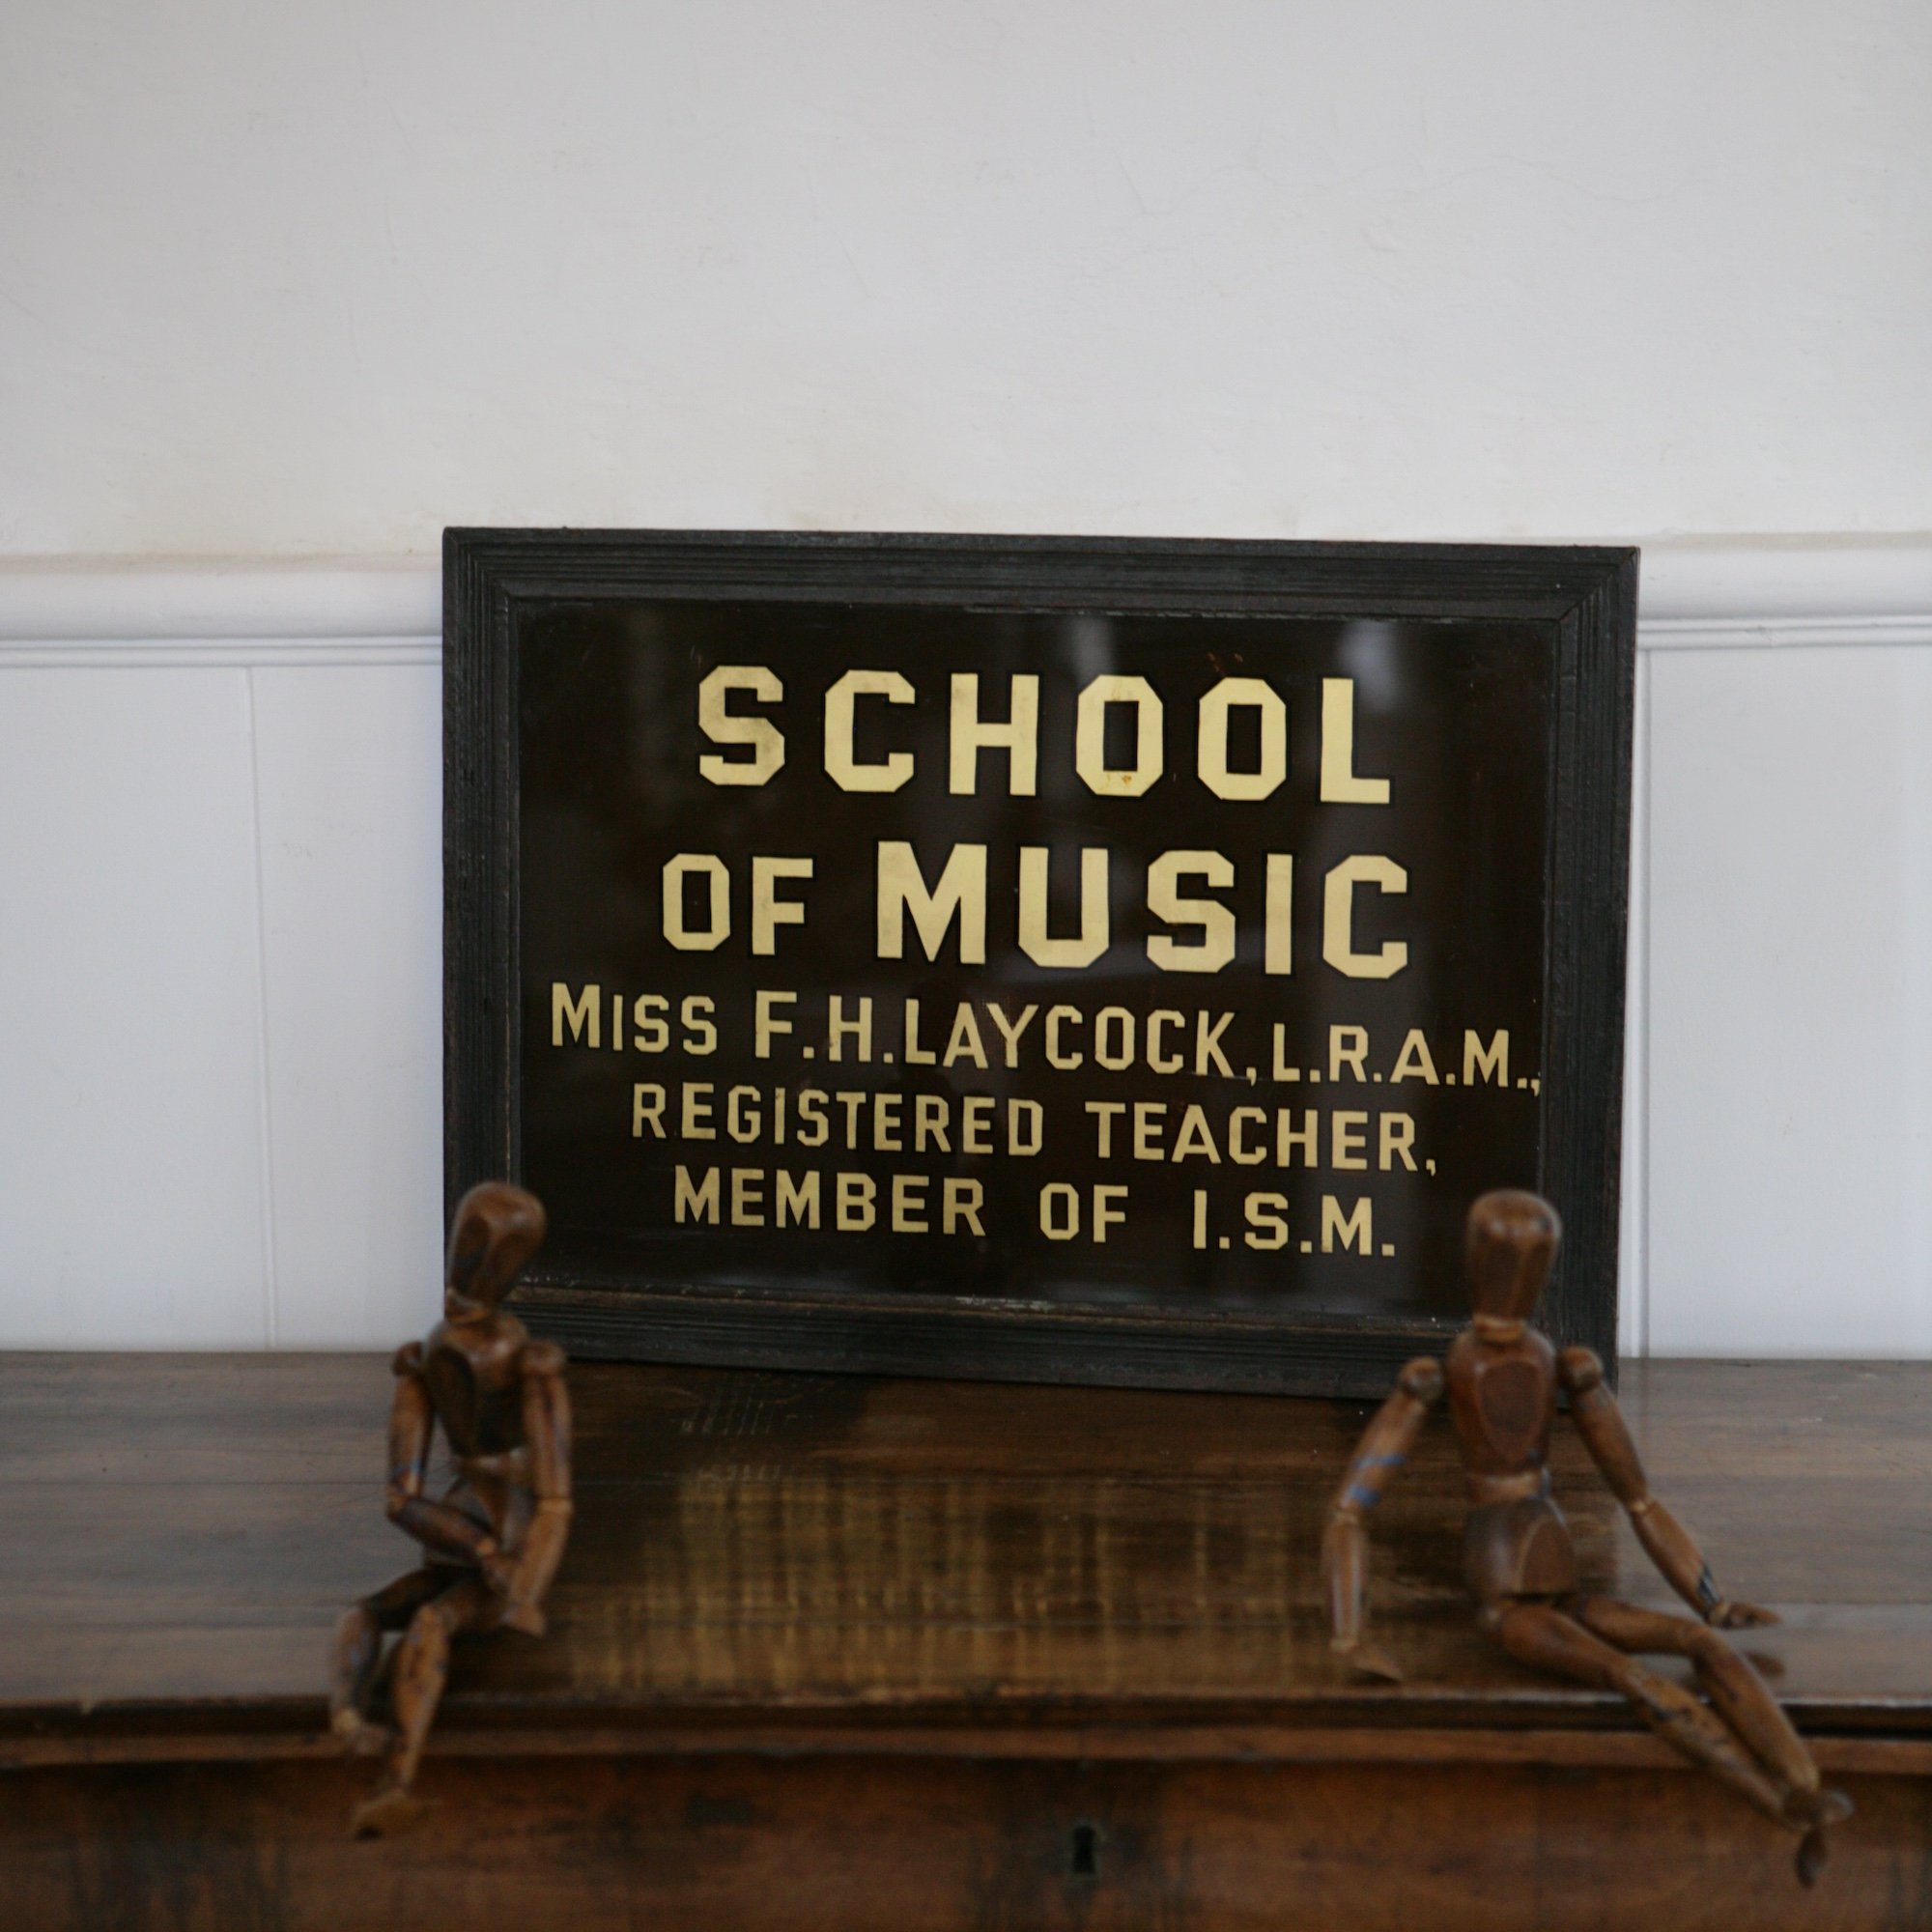 SCHOOL
OF MUSIC
MISS F.H.LAYCOCK, L.R.A.M.,
REGISTERED TEACHER,
MEMBER OF I.S.M.